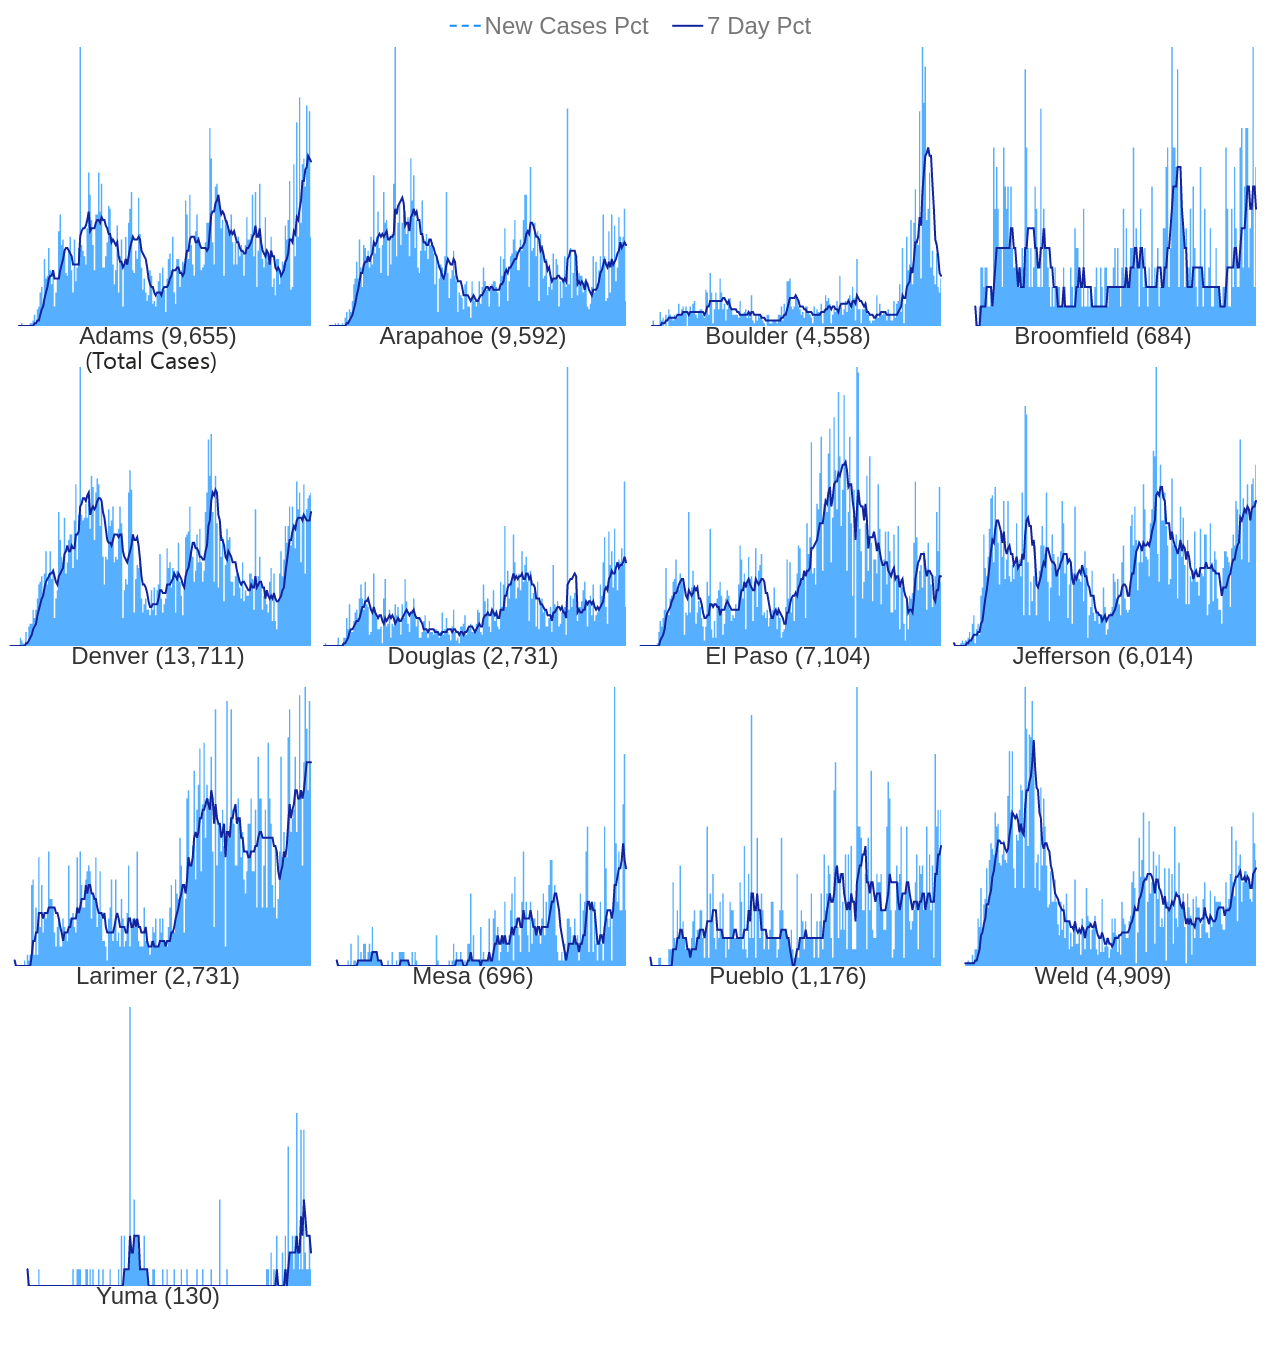 New Cases Pct 7 Day Pct
Adams (9,655) Arapahoe (9,592) Boulder (4,558) Broomfield (684)
(Total Cases)
Denver (13,711) Douglas (2,731) El Paso (7,104) Jefferson (6,014)
Larimer (2,731) Mesa (696) Pueblo (1,176) Weld (4,909)
Yuma (130)